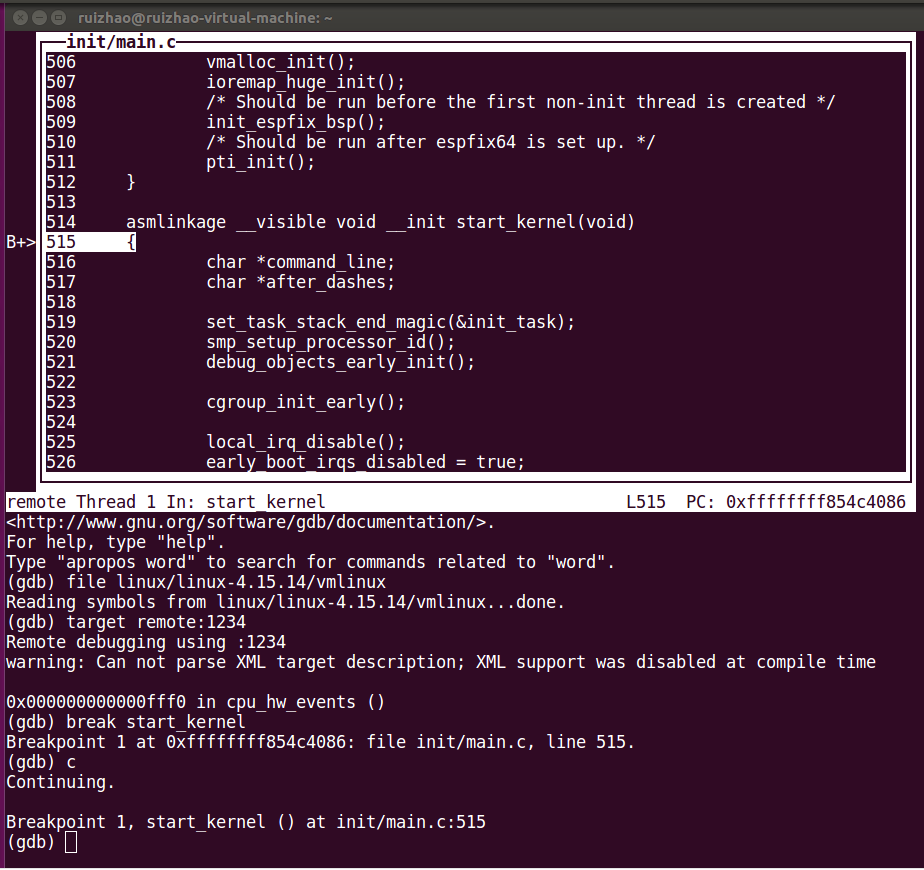 ruizhao@ruizhao-virtual-machine: ~
init/main.c
506 vmalloc_init();
507 ioremap_huge_init();
508 /* Should be run before the first non-init thread is created */
509 init_espfix_bsp();
510 /* Should be run after espfix64 is set up. */
511 pti_init();
512 }
513
514 asmlinkage __visible void __init start_kernel(void)
B+> 515 {
516 char *command_line;
517 char *after_dashes;
518
519 set_task_stack_end_magic(&init_task);
520 smp_setup_processor_id();
521 debug_objects_early_init();
522
523 cgroup_init_early();
524
525 local_irq_disable();
526 early_boot_irqs_disabled = true;
remote Thread 1 In: start_kernel L515 PC: 0xffffffff854c4086
<http://www.gnu.org/software/gdb/documentation/>.
For help, type "help".
Type "apropos word" to search for commands related to "word".
(gdb) file linux/linux-4.15.14/vmlinux
Reading symbols from linux/linux-4.15.14/vmlinux...done.
(gdb) target remote:1234
Remote debugging using :1234
warning: Can not parse XML target description; XML support was disabled at compile time
0x000000000000fff0 in cpu_hw_events ()
(gdb) break start_kernel
Breakpoint 1 at 0xffffffff854c4086: file init/main.c, line 515.
(gdb) c
Continuing.
Breakpoint 1, start_kernel () at init/main.c:515
(gdb)